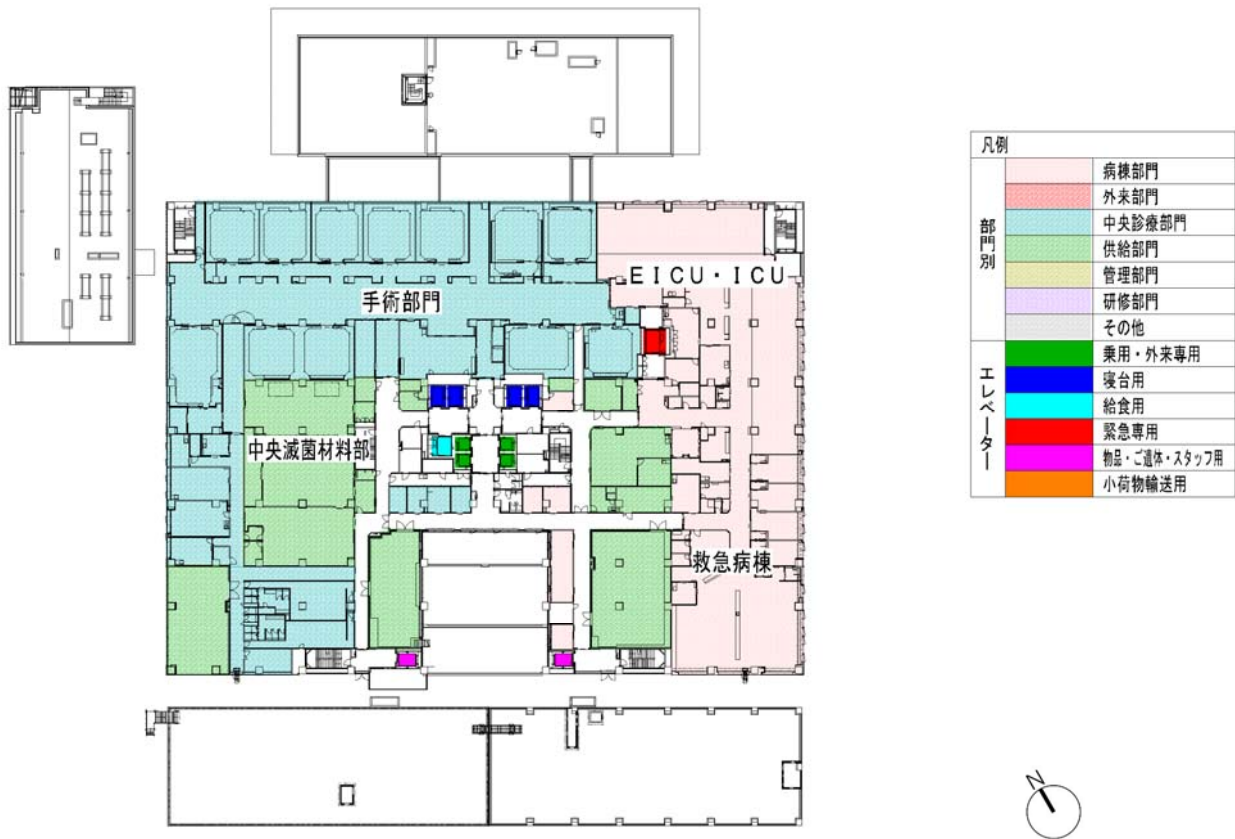 ＥＩＣＵ・ＩＣＵ
手術部門
中央滅菌材料部
救急病棟
凡例
部門別
病棟部門
外来部門
中央診療部門
供給部門
管理部門
研修部門
その他
エレベーター
乗用・外来専用
寝台用
給食用
緊急専用
物品・ご遺体・スタッフ用
小荷物輸送用
N